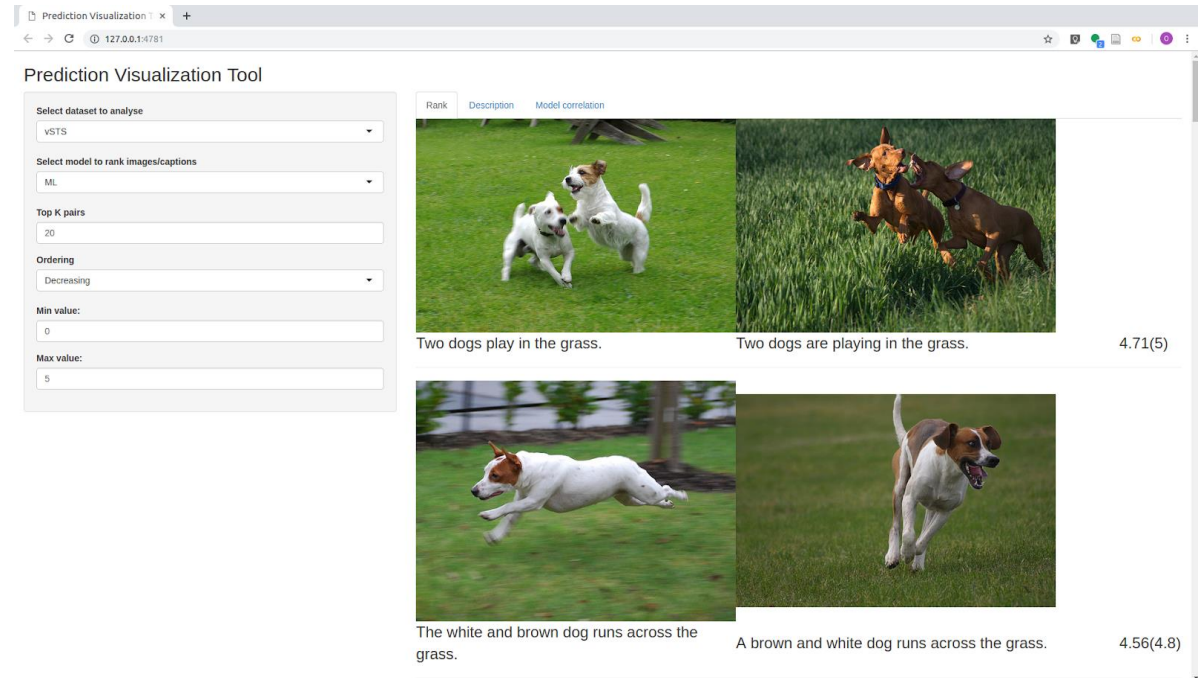 Prediction Visualization T
127.0.0.1:4781
Prediction Visualization Tool
Select dataset to analyse
vSTS
Select model to rank images/captions
ML
Top K pairs
20
Ordering
Decreasing
Min value:
0
Max value:
5
Rank Description Model correlation
Two dogs play in the grass. Two dogs are playing in the grass. 4.71(5)
The white and brown dog runs across the
grass.
A brown and white dog runs across the grass. 4.56(4.8)